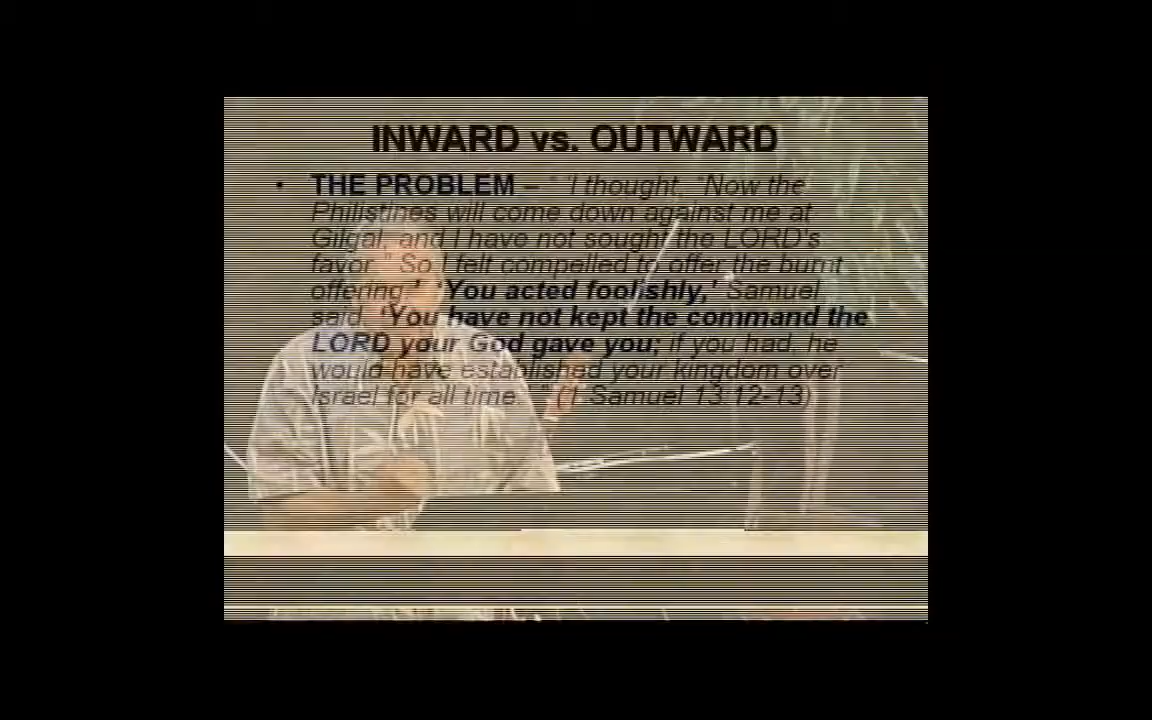 INWARD vs. OUTWARD
• THE PROBLEM – “ ‘I thought, “Now the
Philistines will come down against me at
Gilgal, and I have not sought the LORD's
favor.” So I felt compelled to offer the burnt
offering.’ ‘You acted foolishly,’ Samuel
said. ‘You have not kept the command the
LORD your God gave you; if you had, he
would have established your kingdom over
Israel for all time.’ ” (1 Samuel 13:12-13)